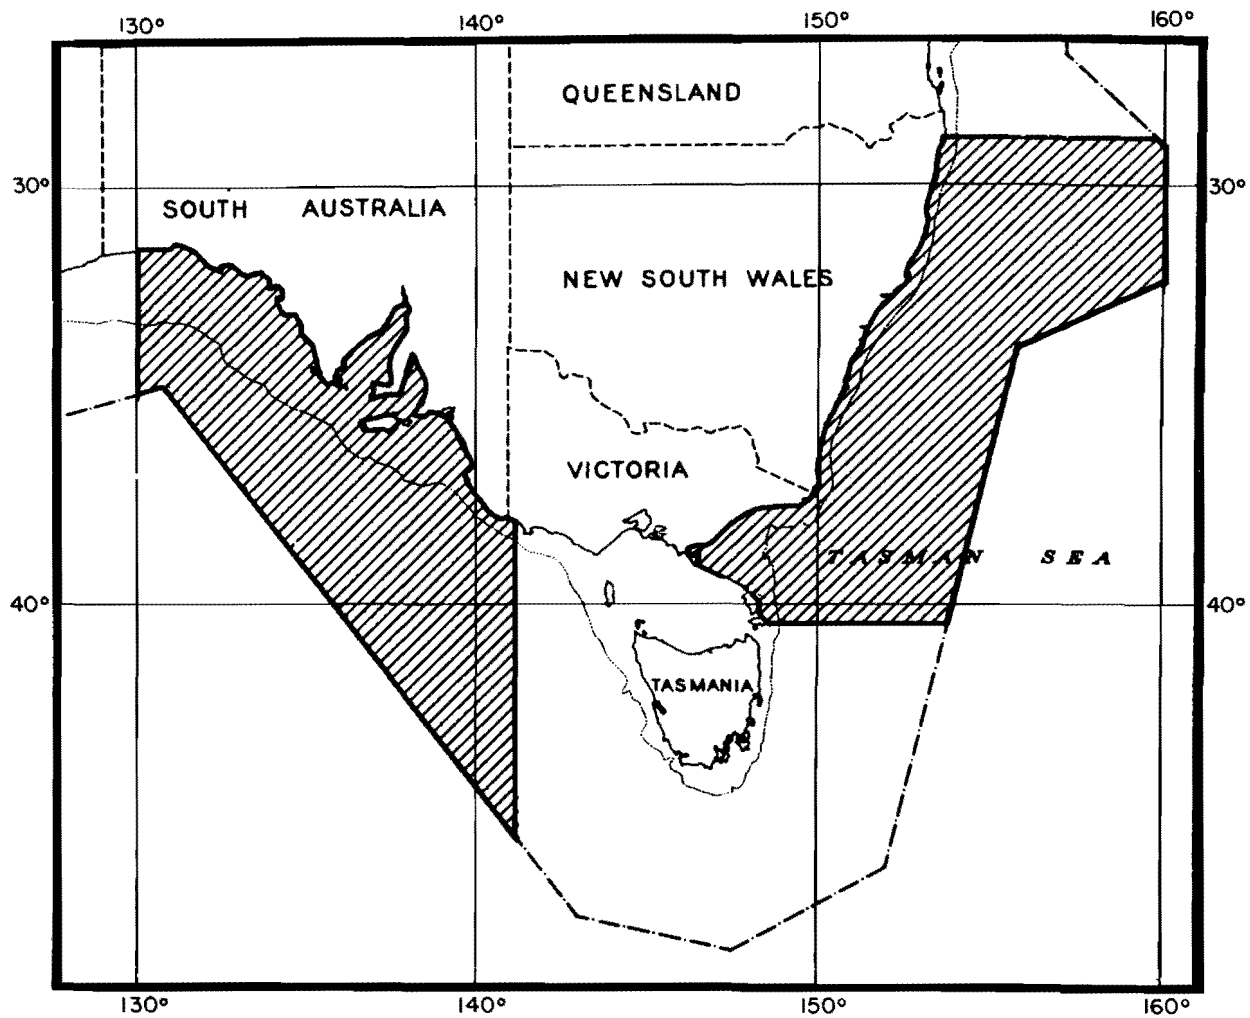 130° 140° 150° 160°
QUEENSLAND
30° 30°
SOUTH AUSTRALIA
NEW SOUTH WALES
VICTORIA
TASMAN SEA
40° 40°
TASMANIA
130° 140° 150° 160°